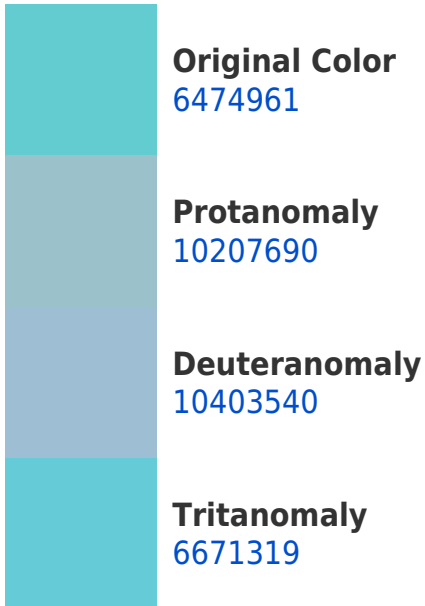 Original Color
6474961
Protanomaly
10207690
Deuteranomaly
10403540
Tritanomaly
6671319